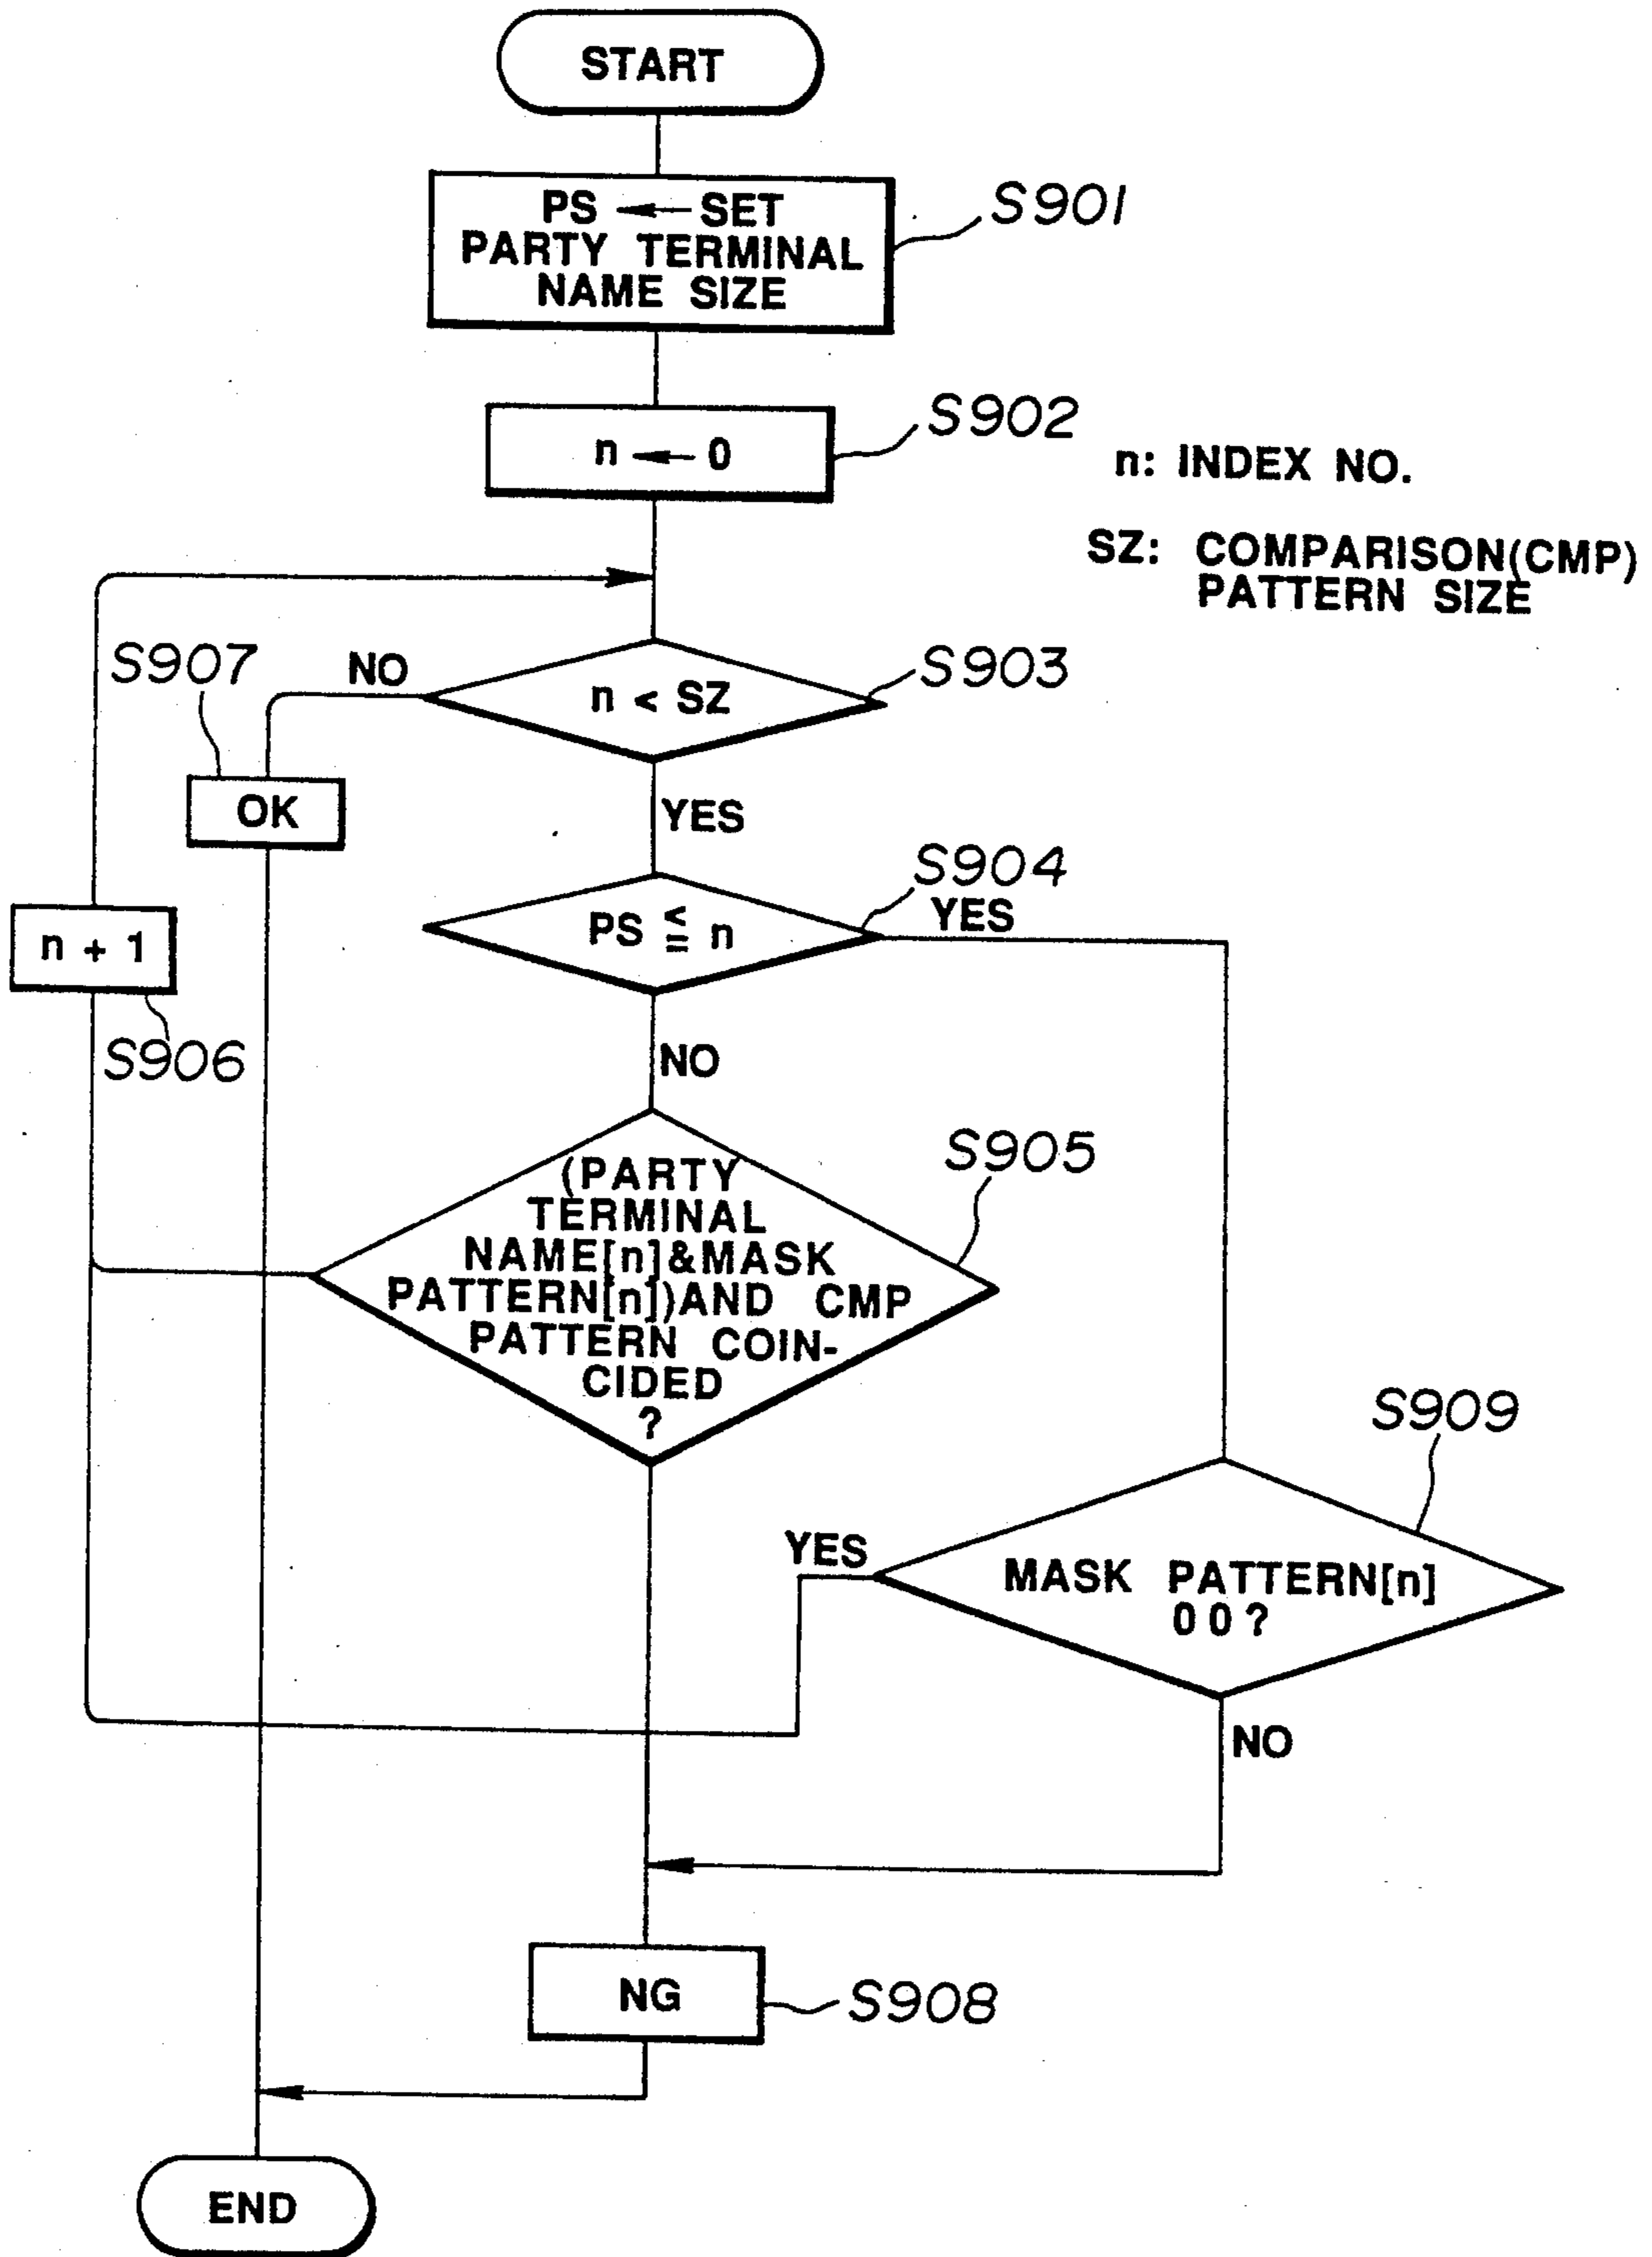 START
PS ← SET
PARTY TERMINAL
NAME SIZE
S901
n ← 0
S902
n: INDEX NO.
SZ: COMPARISON(CMP)
PATTERN SIZE
S907
NO
n < SZ
S903
OK
YES
S904
PS ≦ n
YES
n + 1
S906
NO
S905
(PARTY
TERMINAL
NAME[n]&MASK
PATTERN[n])AND CMP
PATTERN COIN-
CIDED
?
S909
YES
MASK PATTERN[n]
00?
NO
NG
S908
END